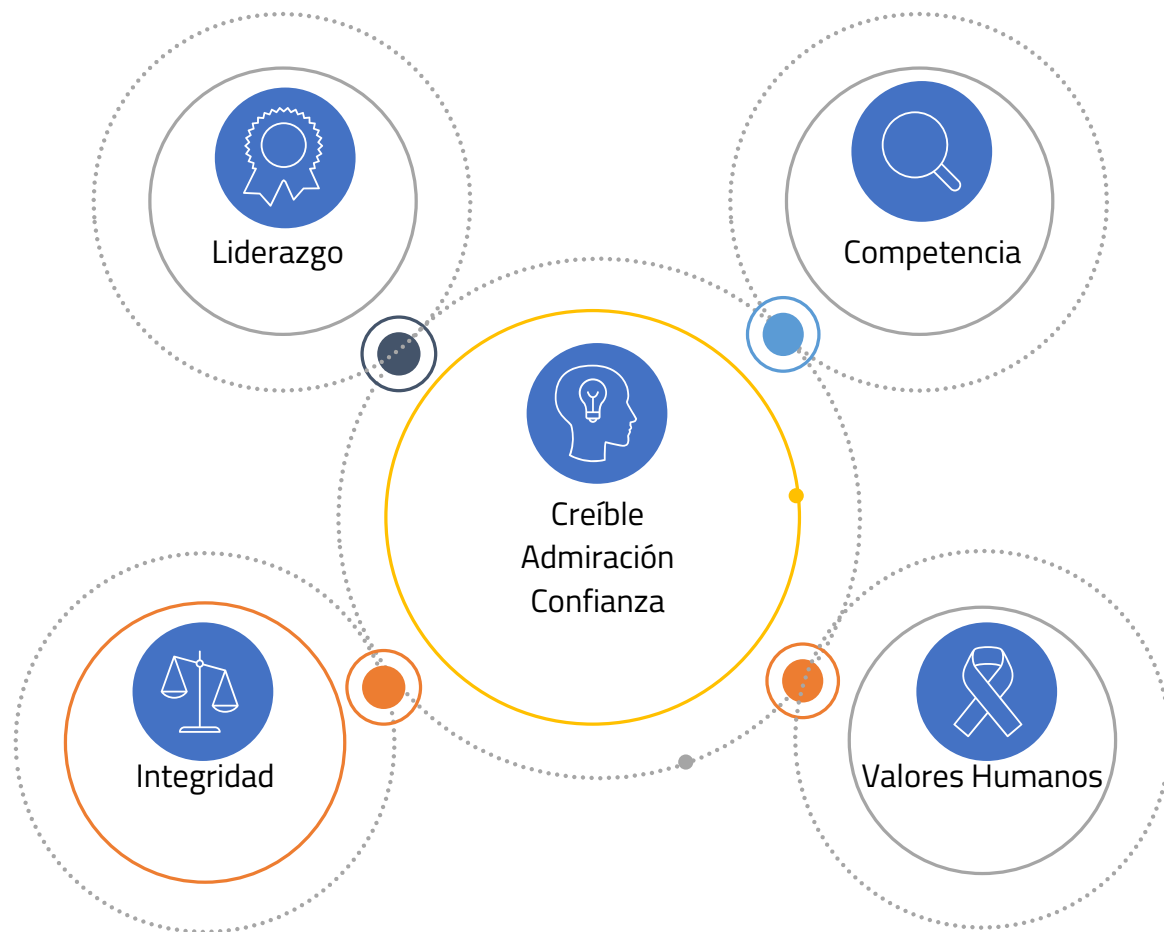 Liderazgo
Competencia
Creíble
Admiración
Confianza
Integridad
Valores Humanos